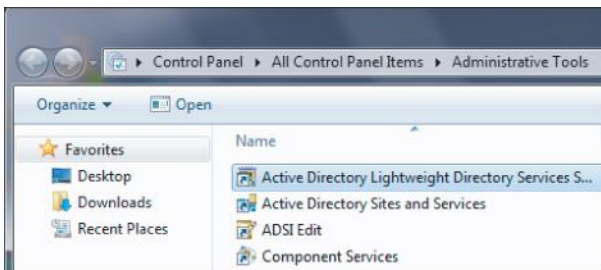 Control Panel ▸ All Control Panel Items ▸ Administrative Tools
Organize ▾ Open
Favorites
Desktop
Downloads
Recent Places
Name
Active Directory Lightweight Directory Services S...
Active Directory Sites and Services
ADSI Edit
Component Services